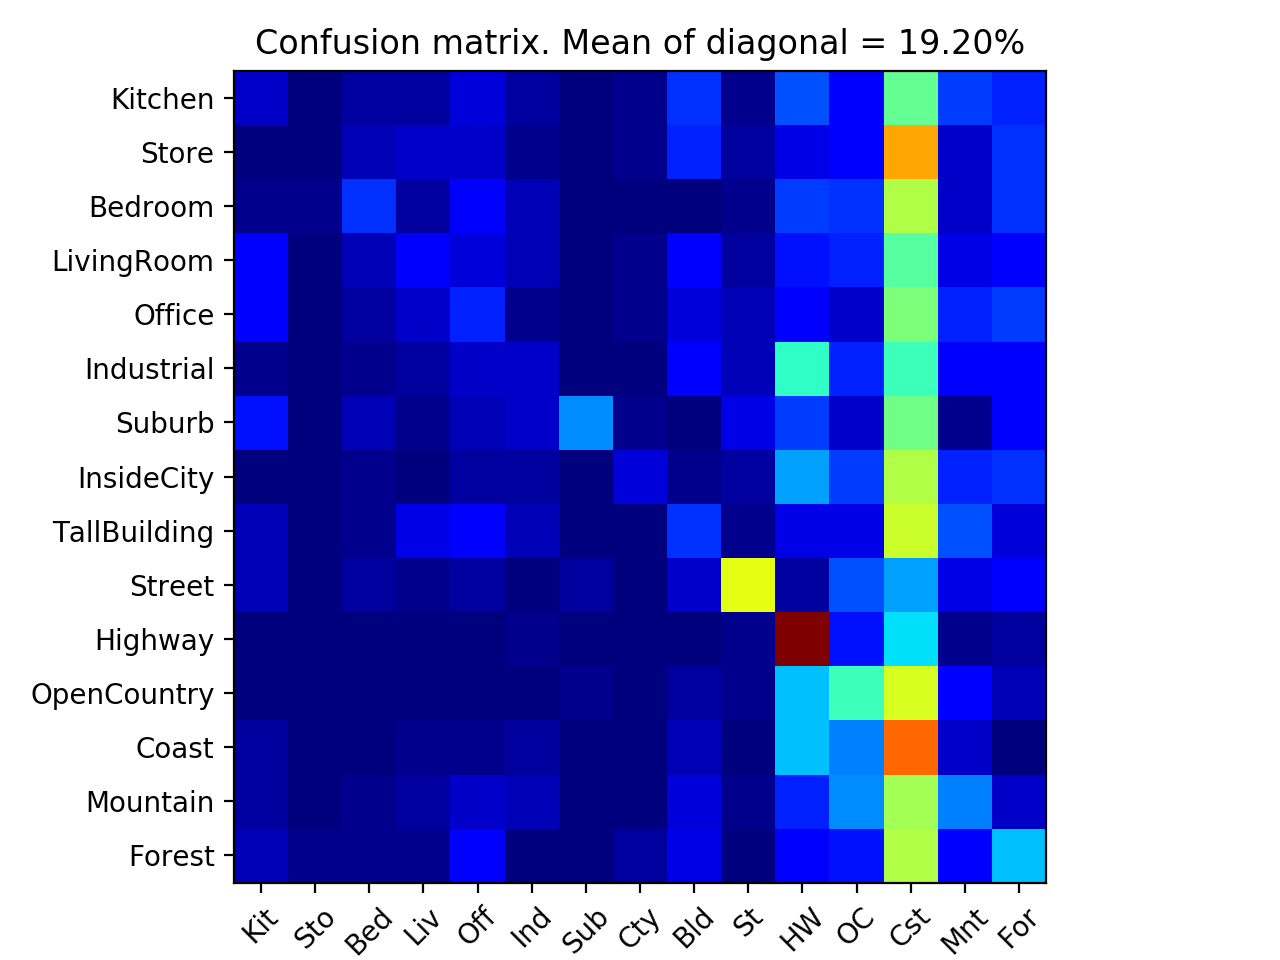 Confusion matrix. Mean of diagonal = 19.20%
Kitchen
Store
Bedroom
LivingRoom
Office
Industrial
Suburb
InsideCity
TallBuilding
Street
Highway
OpenCountry
Coast
Mountain
Forest
Kit Sto Bed Liv Off Ind Sub Cty Bld St HW OC Cst Mnt For